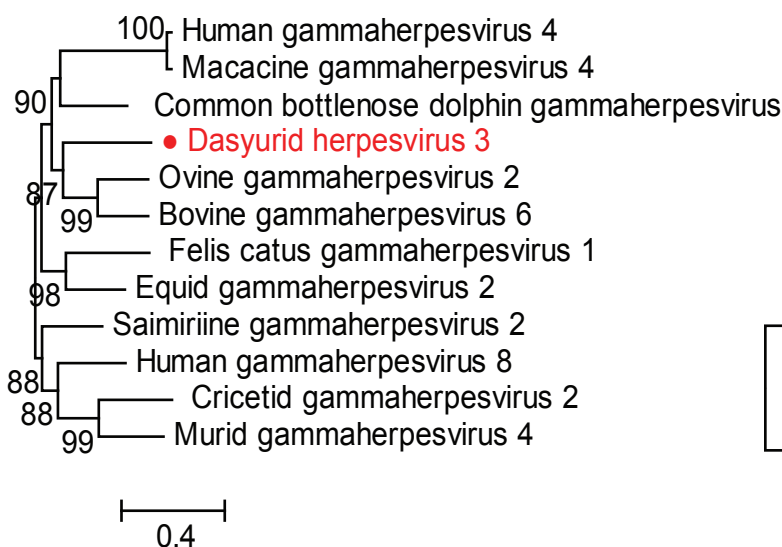 100 Human gammaherpesvirus 4
Macacine gammaherpesvirus 4
90
Common bottlenose dolphin gammaherpesvirus
Dasyurid herpesvirus 3
87
Ovine gammaherpesvirus 2
99
Bovine gammaherpesvirus 6
Felis catus gammaherpesvirus 1
98
Equid gammaherpesvirus 2
Saimiriine gammaherpesvirus 2
88
Human gammaherpesvirus 8
88
Cricetid gammaherpesvirus 2
99
Murid gammaherpesvirus 4
0.4